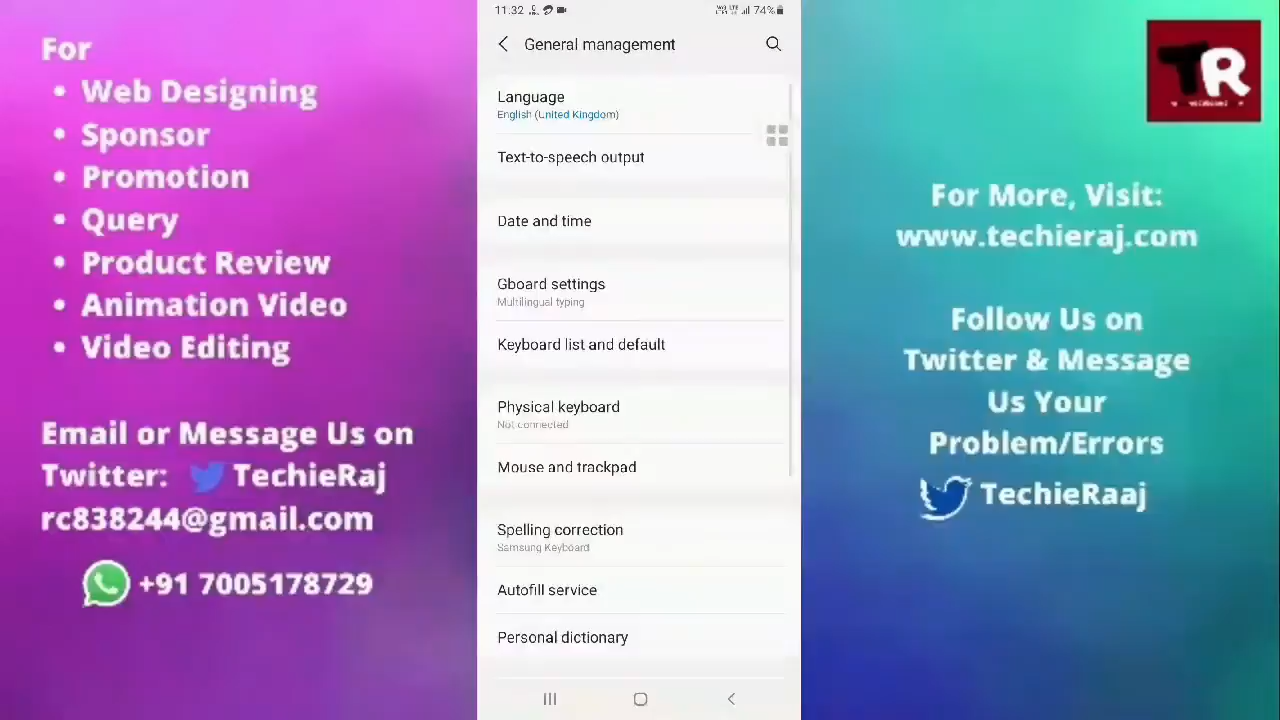 For
• Web Designing
• Sponsor
• Promotion
• Query
• Product Review
• Animation Video
• Video Editing
Email or Message Us on
Twitter: TechieRaj
rc838244@gmail.com
+91 7005178729
11:32
74%
General management
Language
English (United Kingdom)
Text-to-speech output
Date and time
Gboard settings
Multilingual typing
Keyboard list and default
Physical keyboard
Not connected
Mouse and trackpad
Spelling correction
Samsung Keyboard
Autofill service
Personal dictionary
TR
For More, Visit:
www.techieraj.com
Follow Us on
Twitter & Message
Us Your
Problem/Errors
TechieRaaj